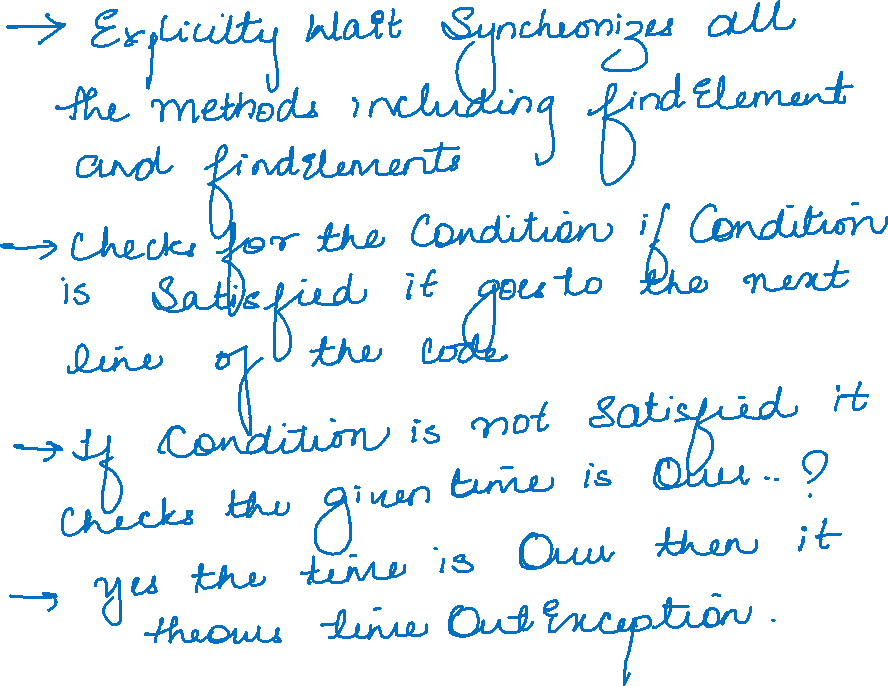 → Explicilty Wait Synchronizes all
the methods including findElement
and findElements
→ Checks for the Condition if Condition
is Satisfied it goes to the next
line of the code
→ If Condition is not Satisfied it
checks the given time is Over..?
→ yes the time is Over then it
throws time Out Exception.